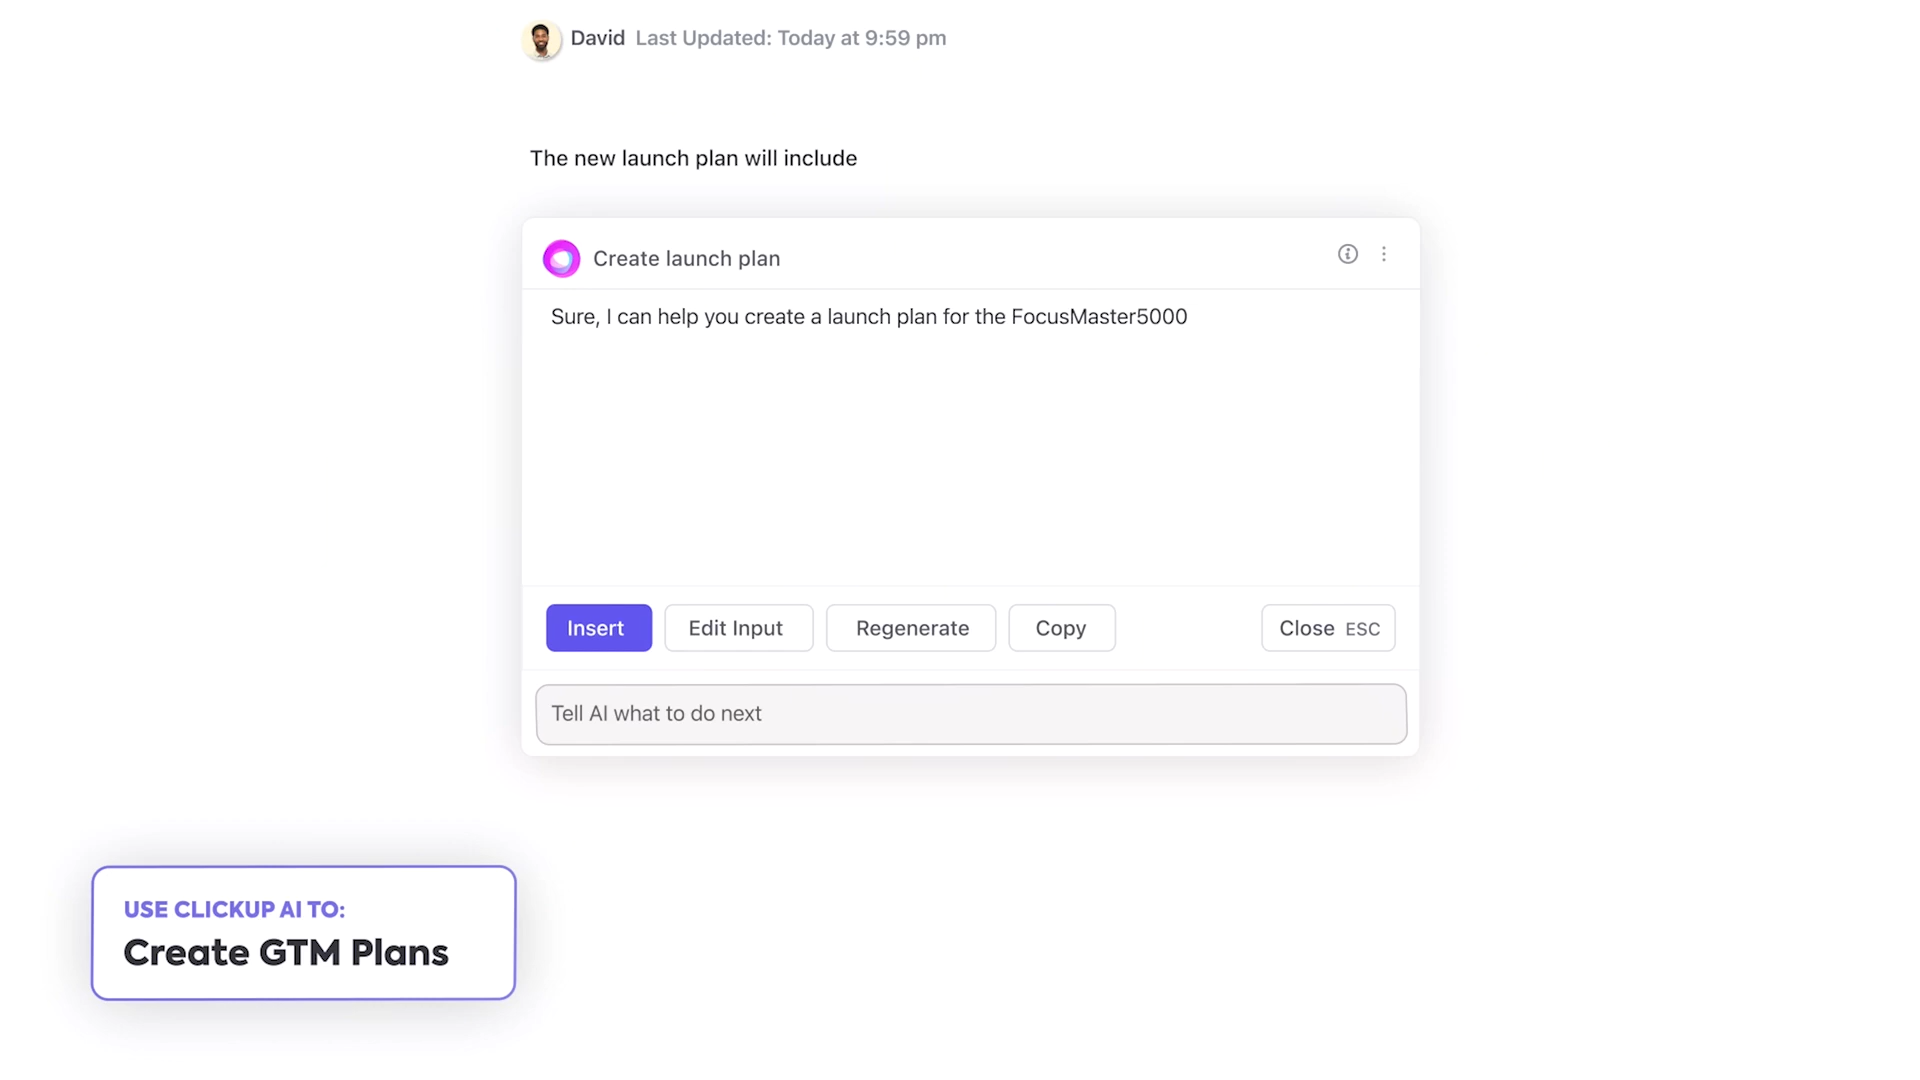 David Last Updated: Today at 9:59 pm
The new launch plan will include
Create launch plan
Sure, I can help you create a launch plan for the FocusMaster5000
Insert Edit Input Regenerate Copy Close ESC
Tell AI what to do next
USE CLICKUP AI TO:
Create GTM Plans